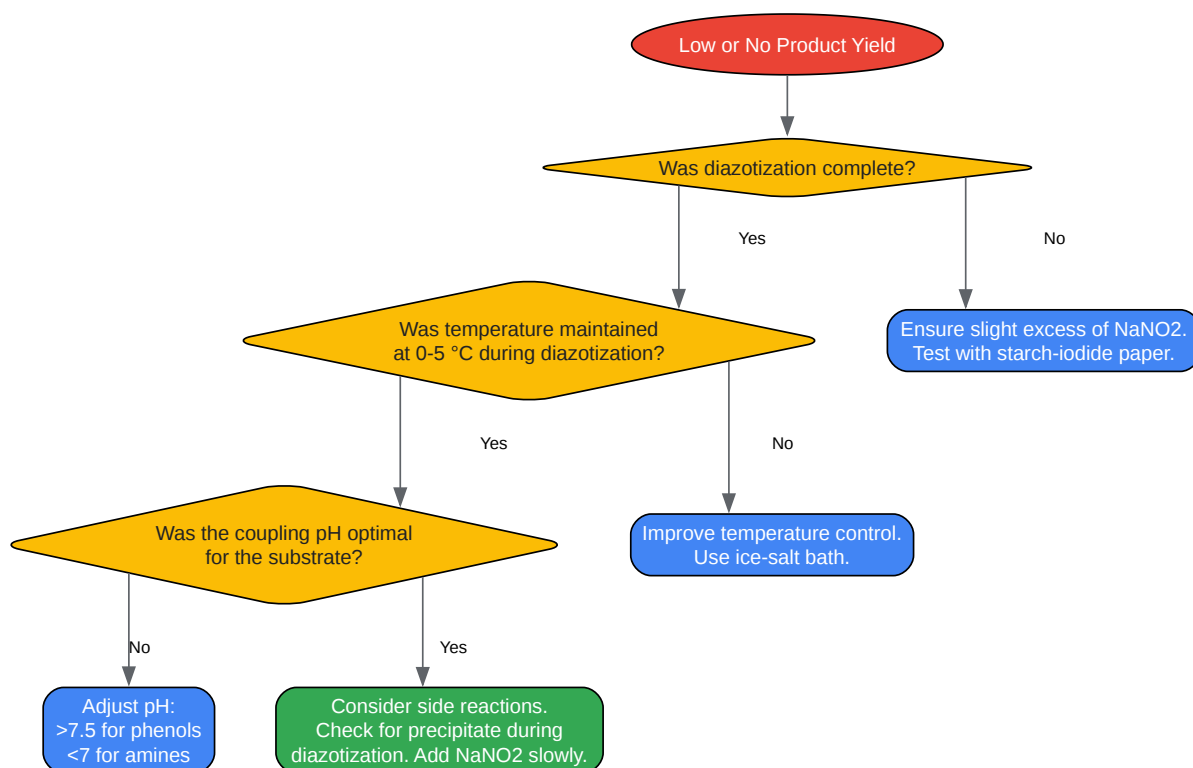 Low or No Product Yield
Was diazotization complete?
Yes
No
Was temperature maintained
at 0-5 °C during diazotization?
Ensure slight excess of NaNO2.
Test with starch-iodide paper.
Yes
No
Was the coupling pH optimal
for the substrate?
Improve temperature control.
Use ice-salt bath.
No
Yes
Adjust pH:
>7.5 for phenols
<7 for amines
Consider side reactions.
Check for precipitate during
diazotization. Add NaNO2 slowly.